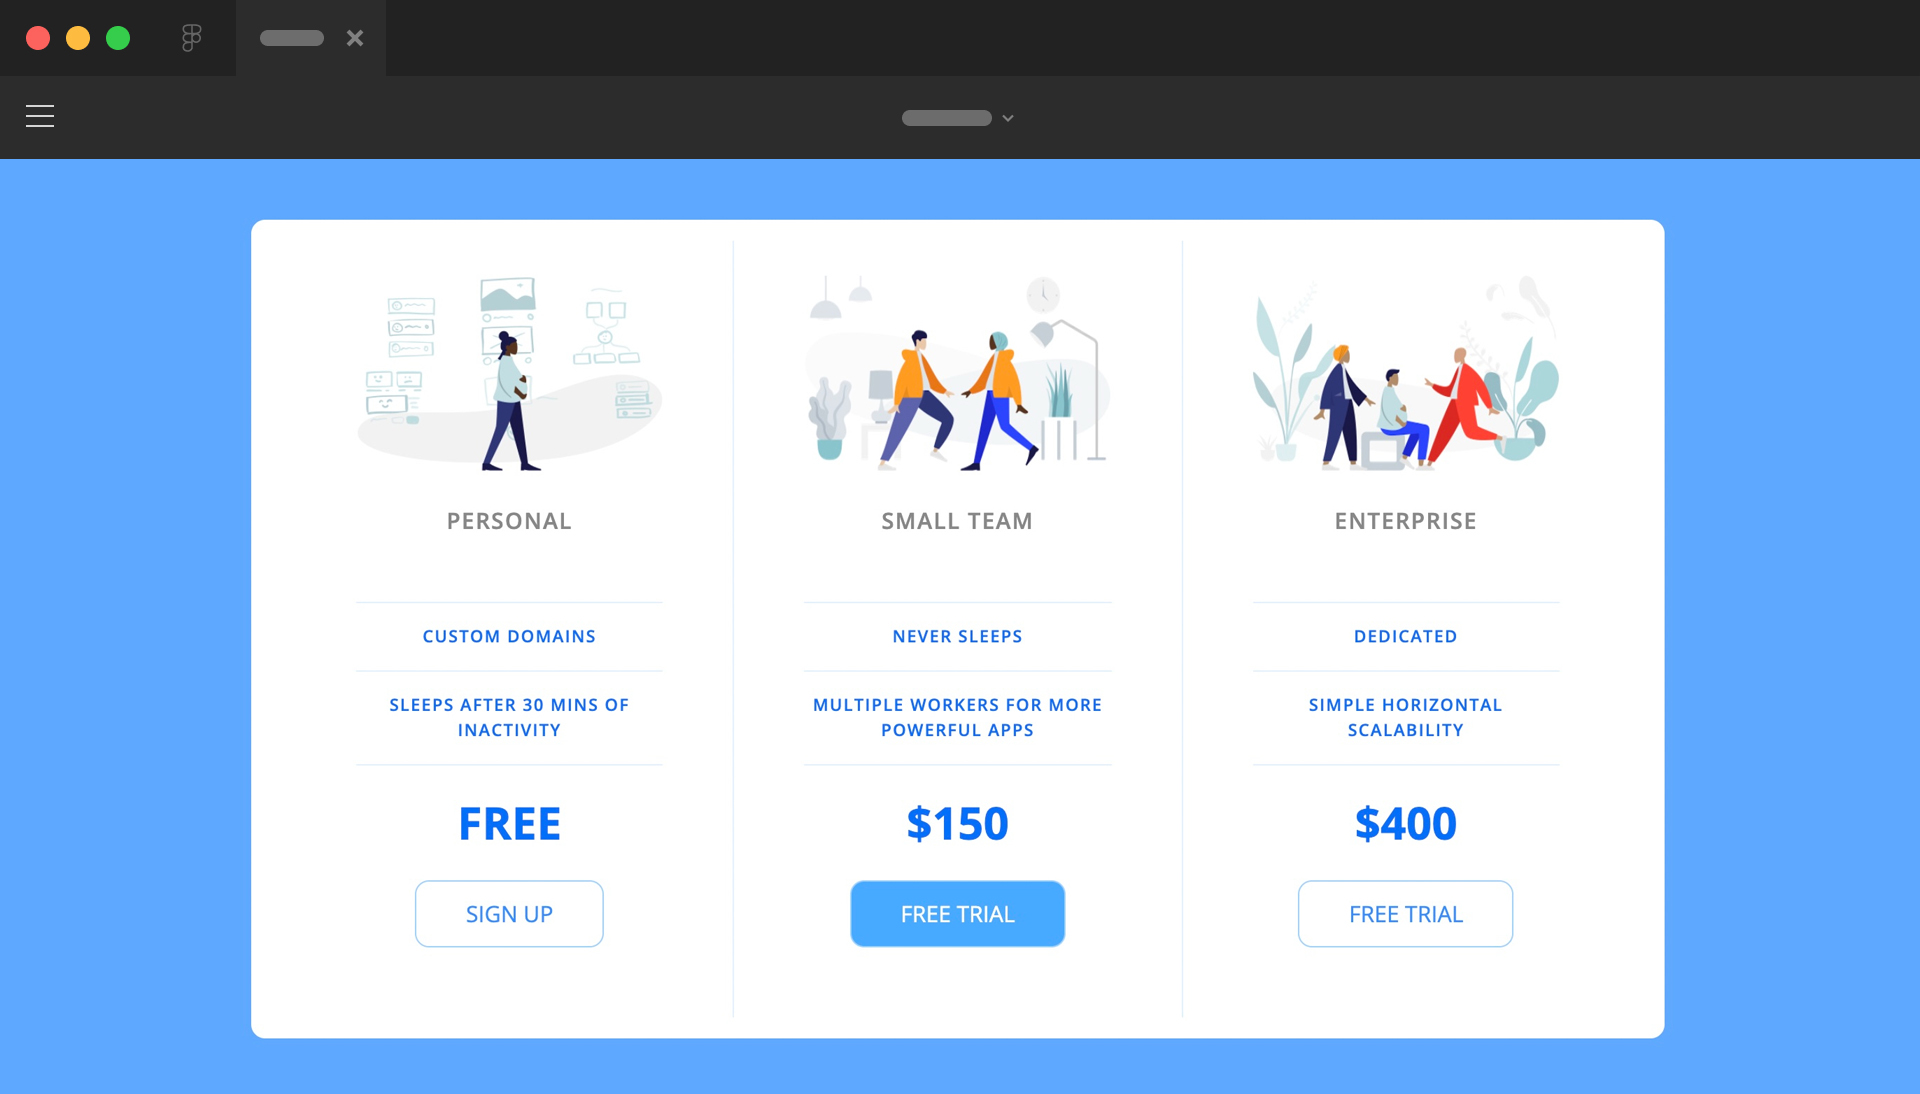 PERSONAL
CUSTOM DOMAINS
SLEEPS AFTER 30 MINS OF
INACTIVITY
FREE
SIGN UP
SMALL TEAM
NEVER SLEEPS
MULTIPLE WORKERS FOR MORE
POWERFUL APPS
$150
FREE TRIAL
ENTERPRISE
DEDICATED
SIMPLE HORIZONTAL
SCALABILITY
$400
FREE TRIAL